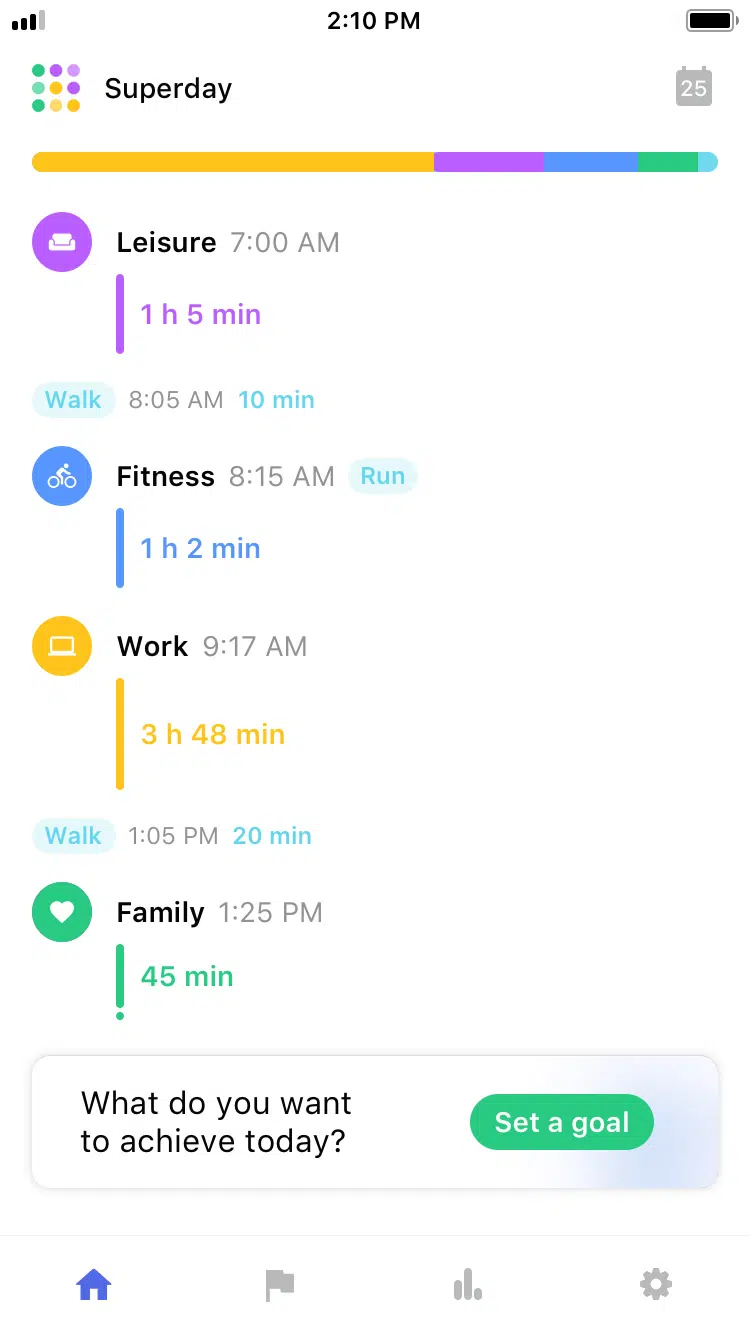 2:10 PM
Superday
25
Leisure 7:00 AM
1 h 5 min
Walk 8:05 AM 10 min
Fitness 8:15 AM Run
1 h 2 min
Work 9:17 AM
3 h 48 min
Walk 1:05 PM 20 min
Family 1:25 PM
45 min
What do you want
to achieve today?
Set a goal